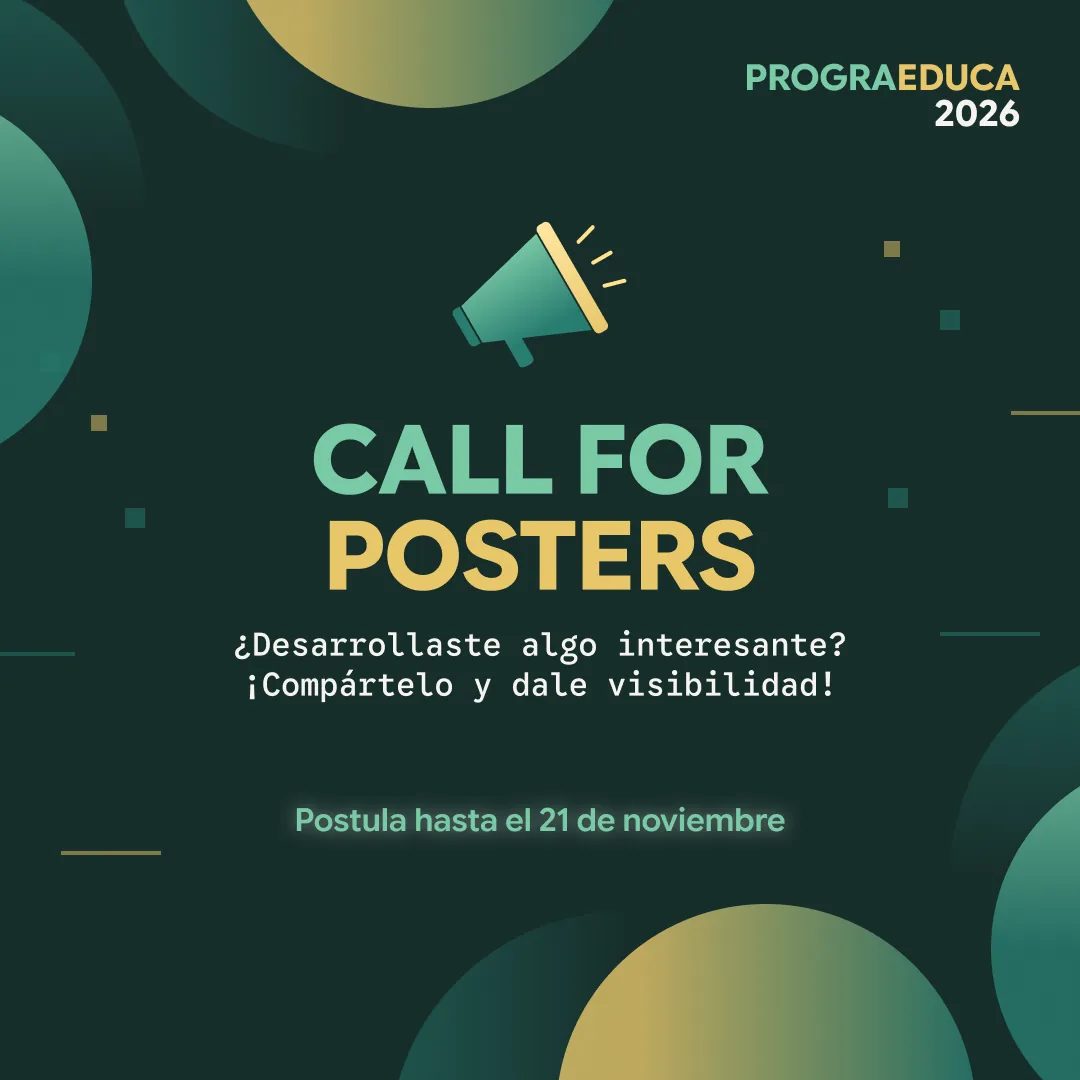 PROGRAEDUCA
2026
CALL FOR
POSTERS
¿Desarrollaste algo interesante?
¡Compártelo y dale visibilidad!
Postula hasta el 21 de noviembre